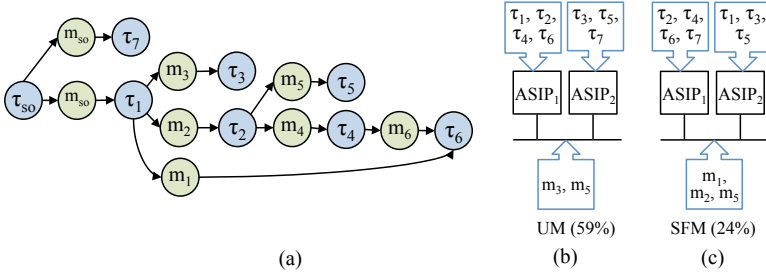 m_so
τ_7
τ_so
m_so
τ_1
m_3
τ_3
m_2
τ_2
m_5
τ_5
m_4
τ_4
m_6
τ_6
m_1
(a)
τ_1, τ_2,
τ_4, τ_6
τ_3, τ_5,
τ_7
ASIP_1
ASIP_2
m_3, m_5
UM (59%)
(b)
τ_2, τ_4,
τ_6, τ_7
τ_1, τ_3,
τ_5
ASIP_1
ASIP_2
m_1,
m_2, m_5
SFM (24%)
(c)